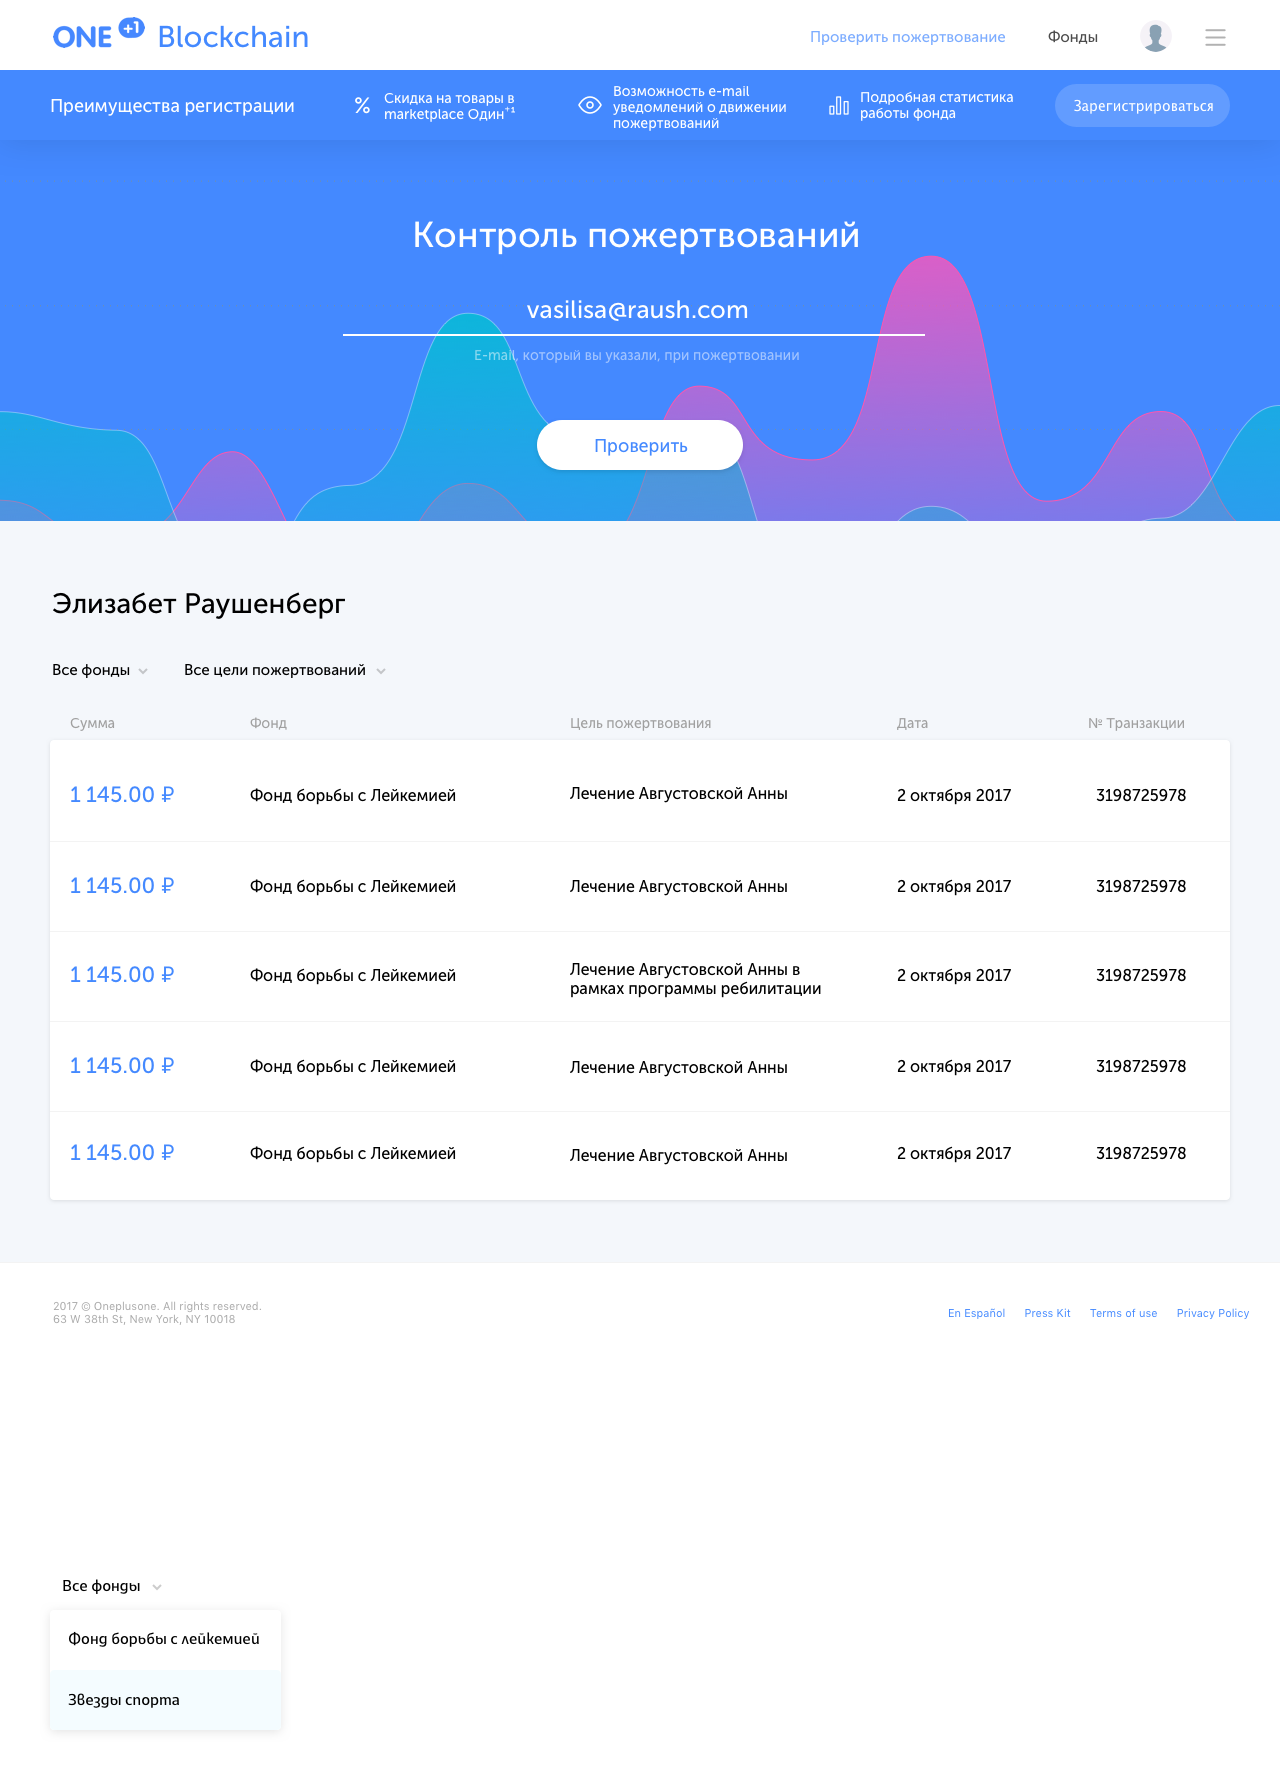 ONE +1 Blockchain
Проверить пожертвование
Фонды
Преимущества регистрации
Скидка на товары в
marketplace Один⁺¹
Возможность e-mail
уведомлений о движении
пожертвований
Подробная статистика
работы фонда
Зарегистрироваться
Контроль пожертвований
vasilisa@raush.com
E-mail, который вы указали, при пожертвовании
Проверить
Элизабет Раушенберг
Все фонды
Все цели пожертвований
Сумма Фонд Цель пожертвования Дата № Транзакции
1 145.00 ₽ Фонд борьбы с Лейкемией Лечение Августовской Анны 2 октября 2017 3198725978
1 145.00 ₽ Фонд борьбы с Лейкемией Лечение Августовской Анны 2 октября 2017 3198725978
1 145.00 ₽ Фонд борьбы с Лейкемией Лечение Августовской Анны в
рамках программы ребилитации 2 октября 2017 3198725978
1 145.00 ₽ Фонд борьбы с Лейкемией Лечение Августовской Анны 2 октября 2017 3198725978
1 145.00 ₽ Фонд борьбы с Лейкемией Лечение Августовской Анны 2 октября 2017 3198725978
2017 © Oneplusone. All rights reserved.
63 W 38th St, New York, NY 10018
En Español Press Kit Terms of use Privacy Policy
Все фонды
Фонд борьбы с лейкемией
Звезды спорта